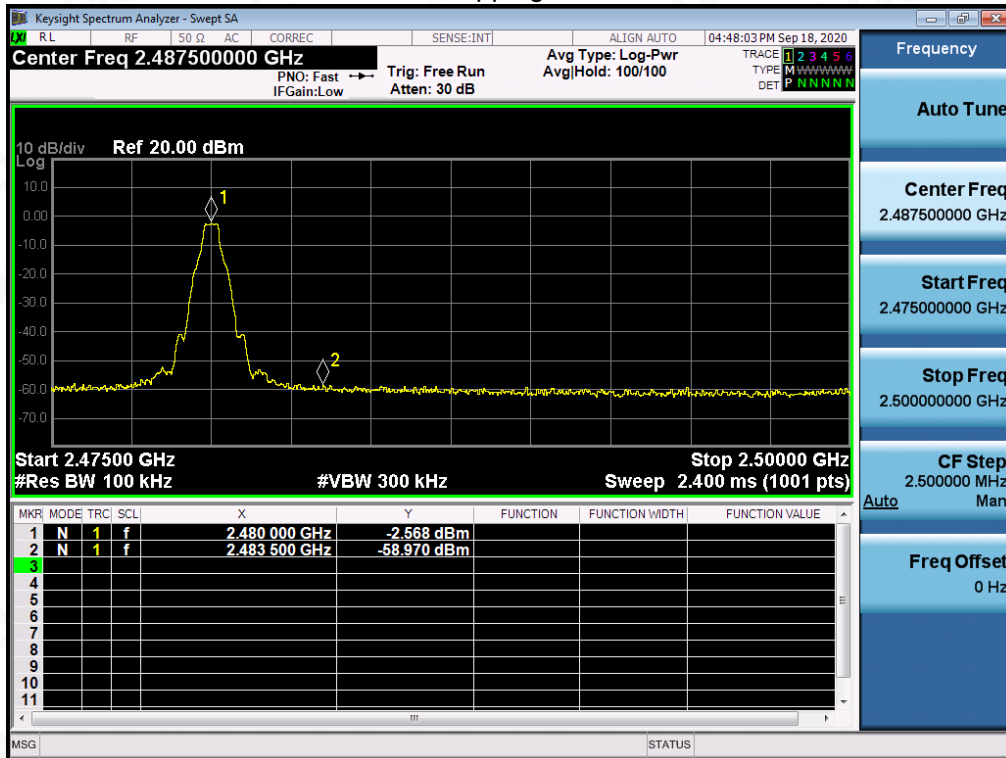 Keysight Spectrum Analyzer - Swept SA
LXI RL RF 50 Ω AC CORREC SENSE:INT ALIGN AUTO 04:48:03 PM Sep 18, 2020
Center Freq 2.487500000 GHz
PNO: Fast
IFGain:Low
Trig: Free Run
Atten: 30 dB
Avg Type: Log-Pwr
Avg|Hold: 100/100
TRACE 1 2 3 4 5 6
TYPE M WWWWW
DET P N N N N N
10 dB/div Ref 20.00 dBm
Log
10.0
0.00
-10.0
-20.0
-30.0
-40.0
-50.0
-60.0
-70.0
1
2
Start 2.47500 GHz Stop 2.50000 GHz
#Res BW 100 kHz #VBW 300 kHz Sweep 2.400 ms (1001 pts)
MKR MODE TRC SCL X Y FUNCTION FUNCTION WIDTH FUNCTION VALUE
1 N 1 f 2.480 000 GHz -2.568 dBm
2 N 1 f 2.483 500 GHz -58.970 dBm
3
4
5
6
7
8
9
10
11
MSG STATUS
Frequency
Auto Tune
Center Freq
2.487500000 GHz
Start Freq
2.475000000 GHz
Stop Freq
2.500000000 GHz
CF Step
2.500000 MHz
Auto Man
Freq Offset
0 Hz